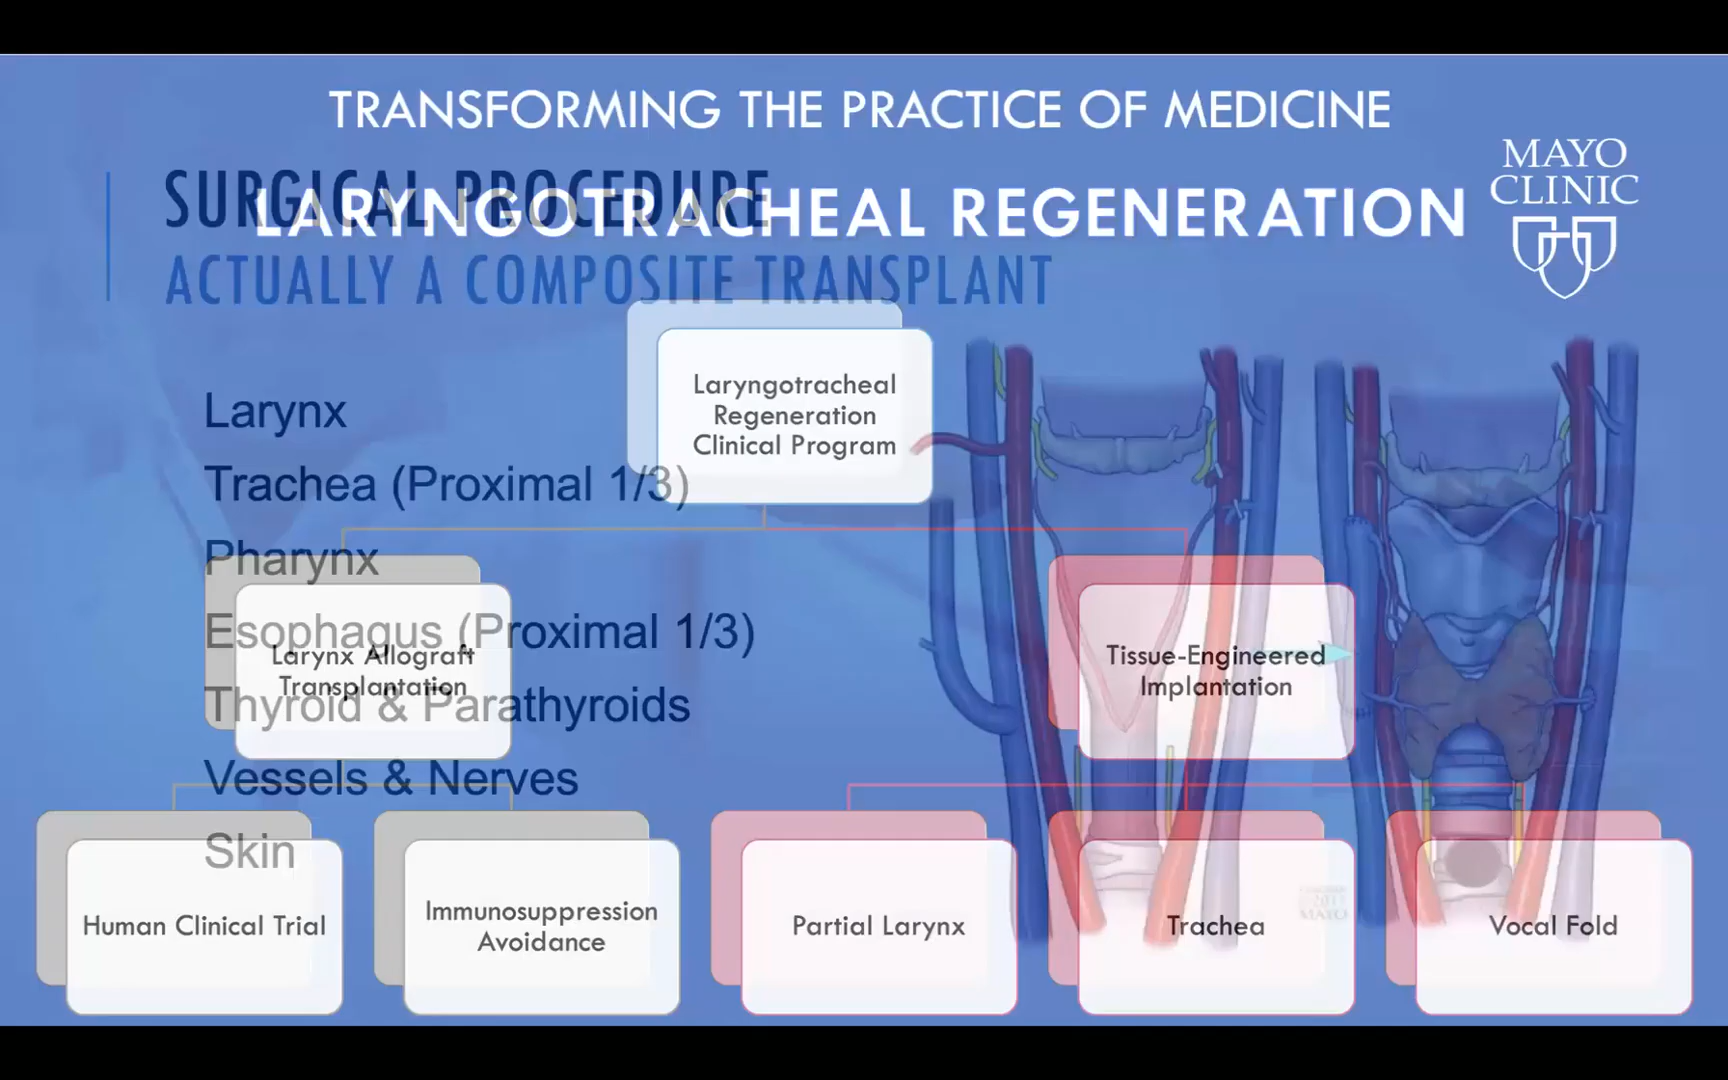 TRANSFORMING THE PRACTICE OF MEDICINE
LARYNGOTRACHEAL REGENERATION
MAYO
CLINIC
SURGICAL PROCEDURE
ACTUALLY A COMPOSITE TRANSPLANT
Larynx
Trachea (Proximal 1/3)
Pharynx
Esophagus (Proximal 1/3)
Thyroid & Parathyroids
Vessels & Nerves
Skin
Laryngotracheal
Regeneration
Clinical Program
Larynx Allograft
Transplantation
Tissue-Engineered
Implantation
Human Clinical Trial
Immunosuppression
Avoidance
Partial Larynx
Trachea
Vocal Fold
MAYO